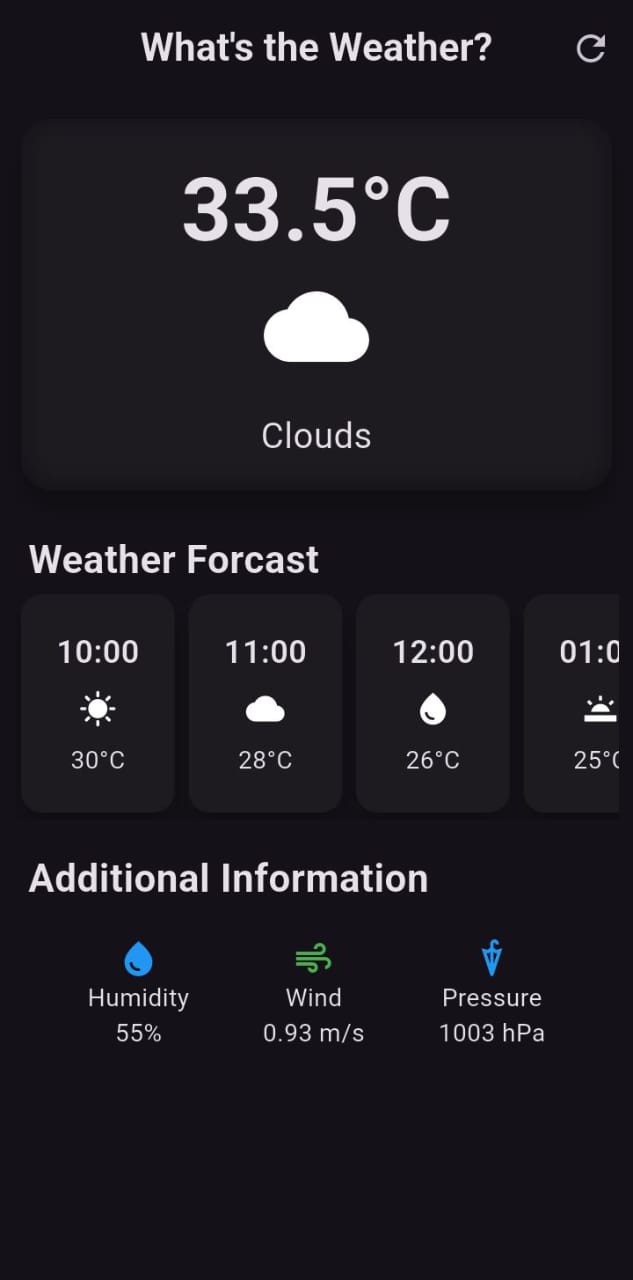 What's the Weather?
33.5°C
Clouds
Weather Forcast
10:00 11:00 12:00 01:0
30°C 28°C 26°C 25°C
Additional Information
Humidity Wind Pressure
55% 0.93 m/s 1003 hPa